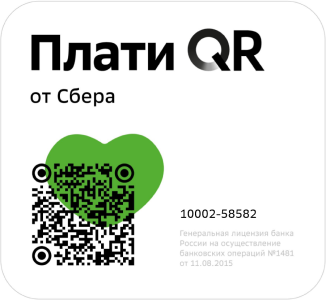 Плати QR
от Сбера
10002-58582
Генеральная лицензия банка
России на осуществление
банковских операций №1481
от 11.08.2015